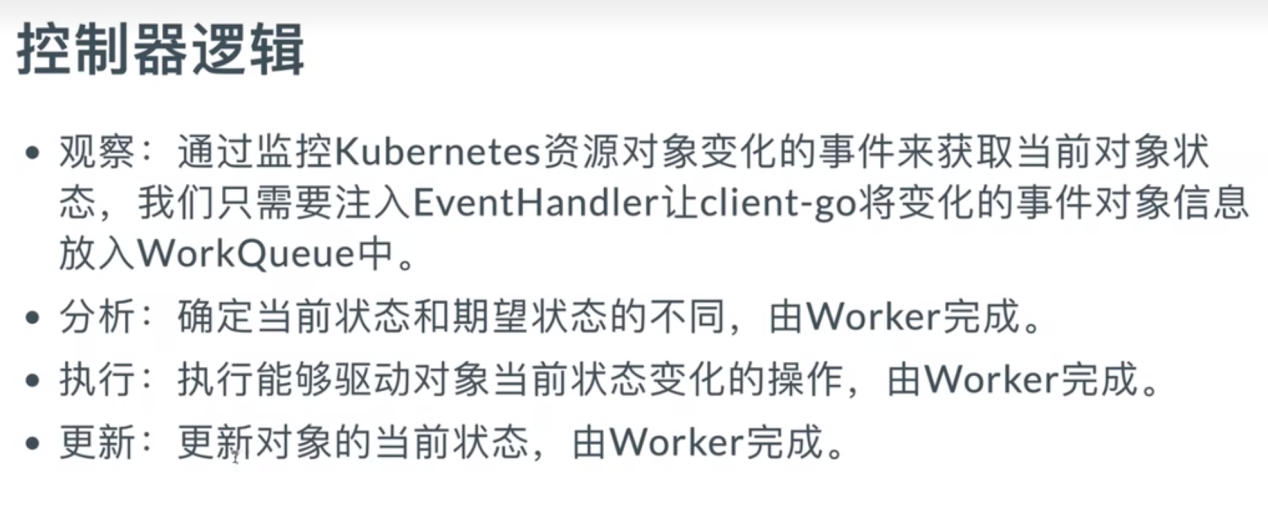 控制器逻辑
• 观察：通过监控Kubernetes资源对象变化的事件来获取当前对象状
态，我们只需要注入EventHandler让client-go将变化的事件对象信息
放入WorkQueue中。
• 分析：确定当前状态和期望状态的不同，由Worker完成。
• 执行：执行能够驱动对象当前状态变化的操作，由Worker完成。
• 更新：更新对象的当前状态，由Worker完成。